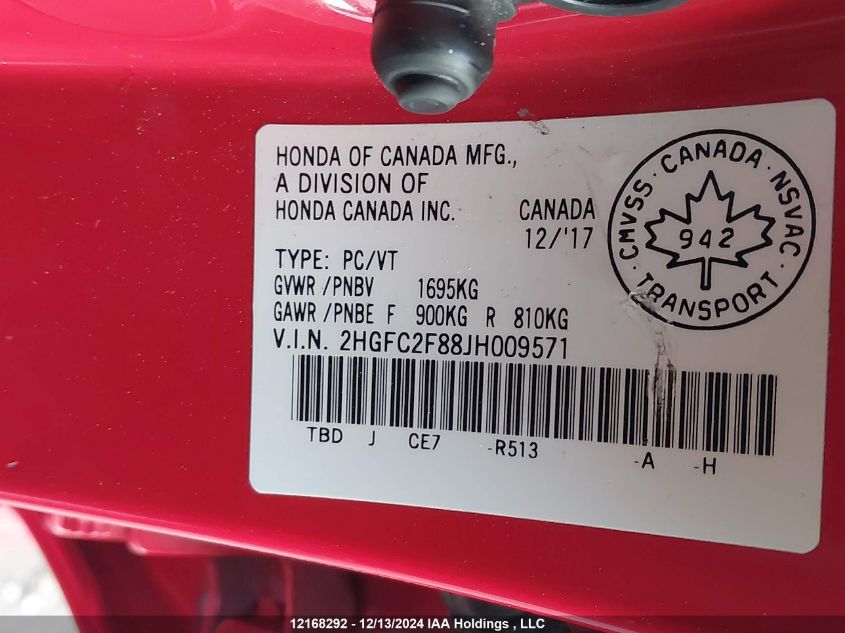 HONDA OF CANADA MFG.,
A DIVISION OF
HONDA CANADA INC. CANADA
12/'17
TYPE: PC/VT
GVWR /PNBV 1695KG
GAWR /PNBE F 900KG R 810KG
V.I.N. 2HGFC2F88JH009571
TBD J CE7 -R513 -A -H
CMVSS · CANADA · NSVAC
942
· TRANSPORT ·
12168292 - 12/13/2024 IAA Holdings , LLC